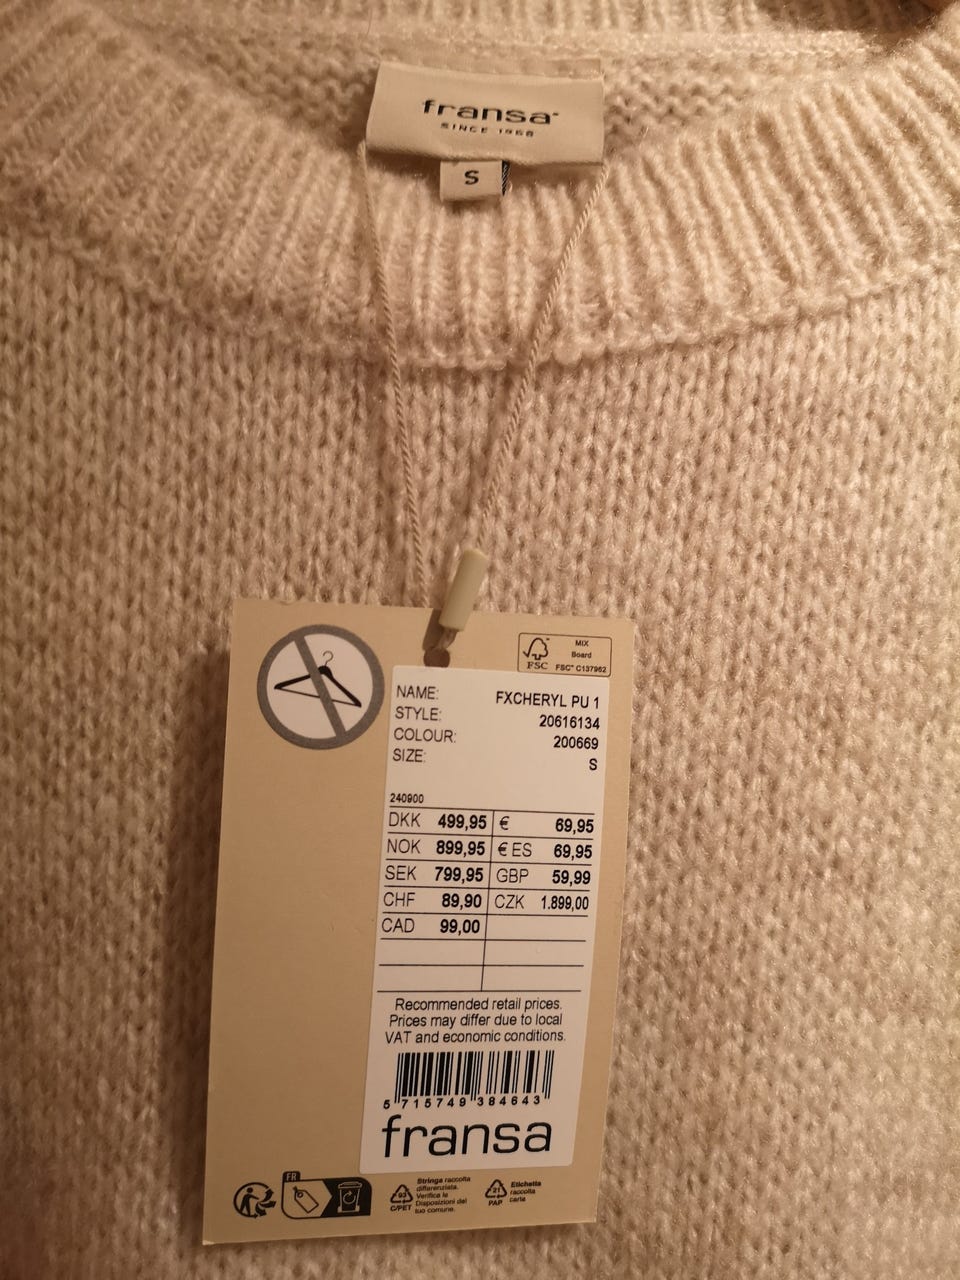 fransa
SINCE 1968
S
MIX
Board
FSC
FSC® C137962
NAME: FXCHERYL PU 1
STYLE: 20616134
COLOUR: 200669
SIZE: S
240900
DKK 499,95 € 69,95
NOK 899,95 € ES 69,95
SEK 799,95 GBP 59,99
CHF 89,90 CZK 1.899,00
CAD 99,00
Recommended retail prices.
Prices may differ due to local
VAT and economic conditions.
5 715749 384643
fransa
FR
93
C/PET
Stringa raccolta
differenziata.
Verifica le
Disposizioni del
tuo comune.
21
PAP
Etichetta
raccolta
carta